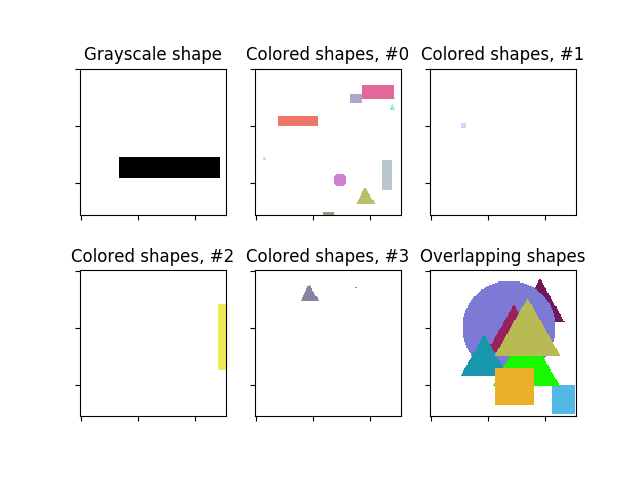 Grayscale shape
Colored shapes, #0
Colored shapes, #1
Colored shapes, #2
Colored shapes, #3
Overlapping shapes